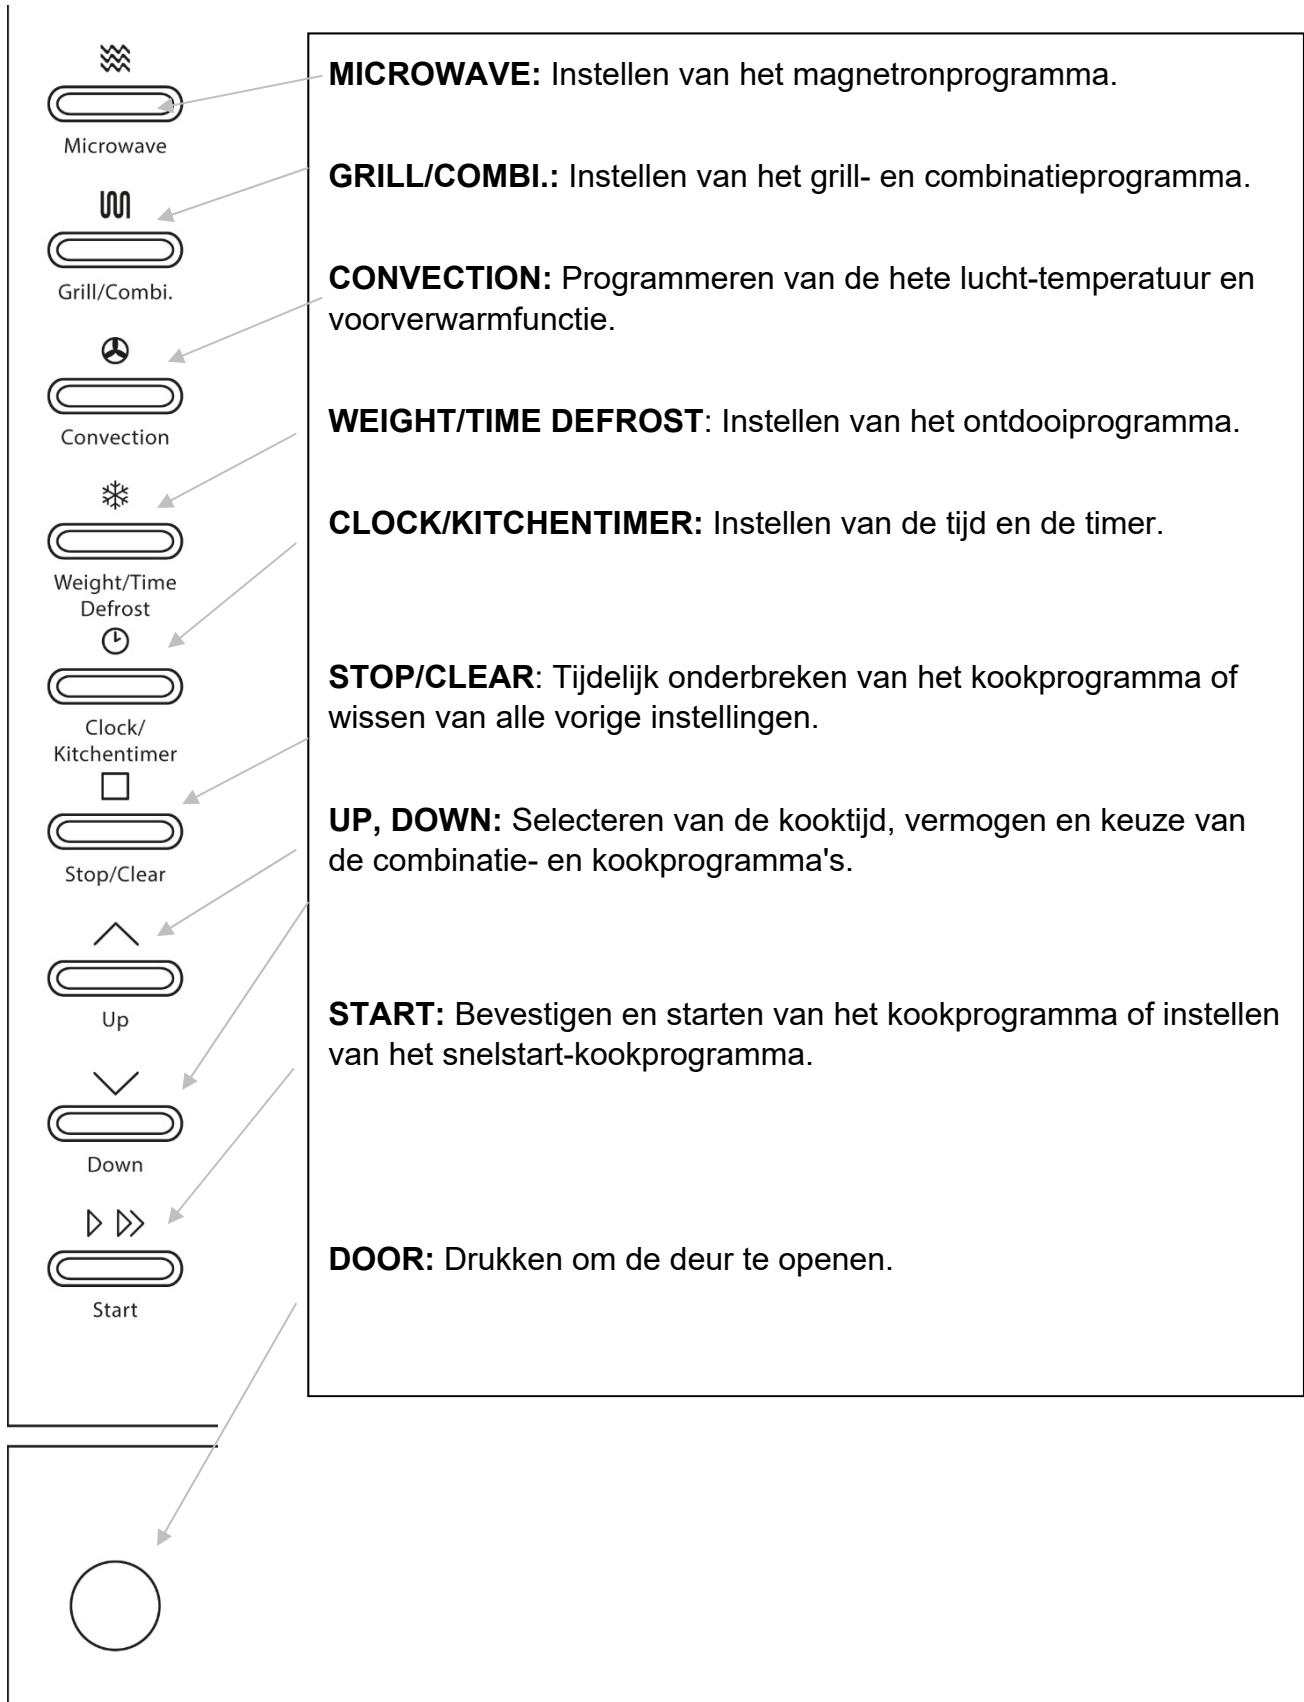 Microwave
Grill/Combi.
Convection
Weight/Time
Defrost
Clock/
Kitchentimer
Stop/Clear
Up
Down
Start
MICROWAVE: Instellen van het magnetronprogramma.
GRILL/COMBI.: Instellen van het grill- en combinatieprogramma.
CONVECTION: Programmeren van de hete lucht-temperatuur en
voorverwarmfunctie.
WEIGHT/TIME DEFROST: Instellen van het ontdooiprogramma.
CLOCK/KITCHENTIMER: Instellen van de tijd en de timer.
STOP/CLEAR: Tijdelijk onderbreken van het kookprogramma of
wissen van alle vorige instellingen.
UP, DOWN: Selecteren van de kooktijd, vermogen en keuze van
de combinatie- en kookprogramma's.
START: Bevestigen en starten van het kookprogramma of instellen
van het snelstart-kookprogramma.
DOOR: Drukken om de deur te openen.